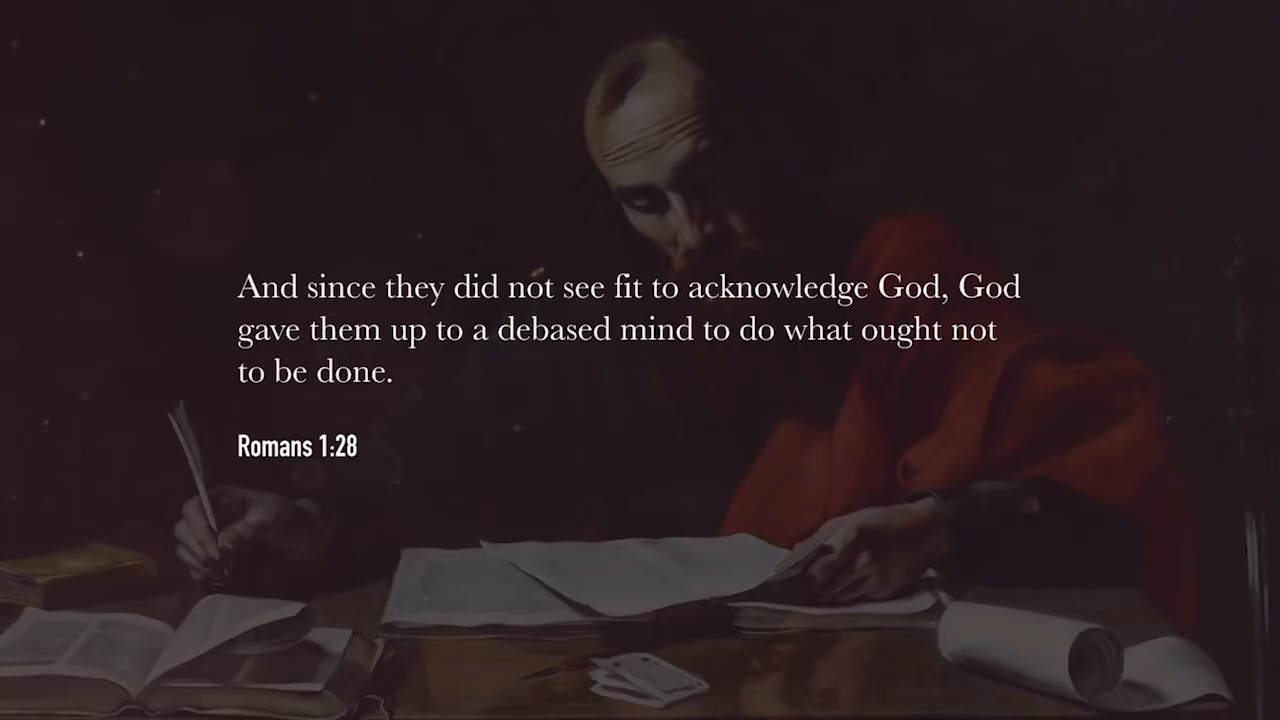 And since they did not see fit to acknowledge God, God
gave them up to a debased mind to do what ought not
to be done.
Romans 1:28